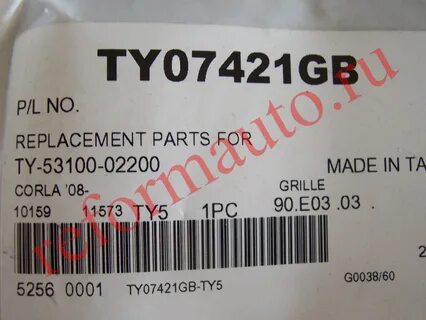 TY07421GB
P/L NO.
REPLACEMENT PARTS FOR
TY-53100-02200
MADE IN TA
CORLA '08-
GRILLE
10159 11573 TY5 1PC 90.E03 .03 .
2
G0038/60
5256 0001 TY07421GB-TY5
reformauto.ru